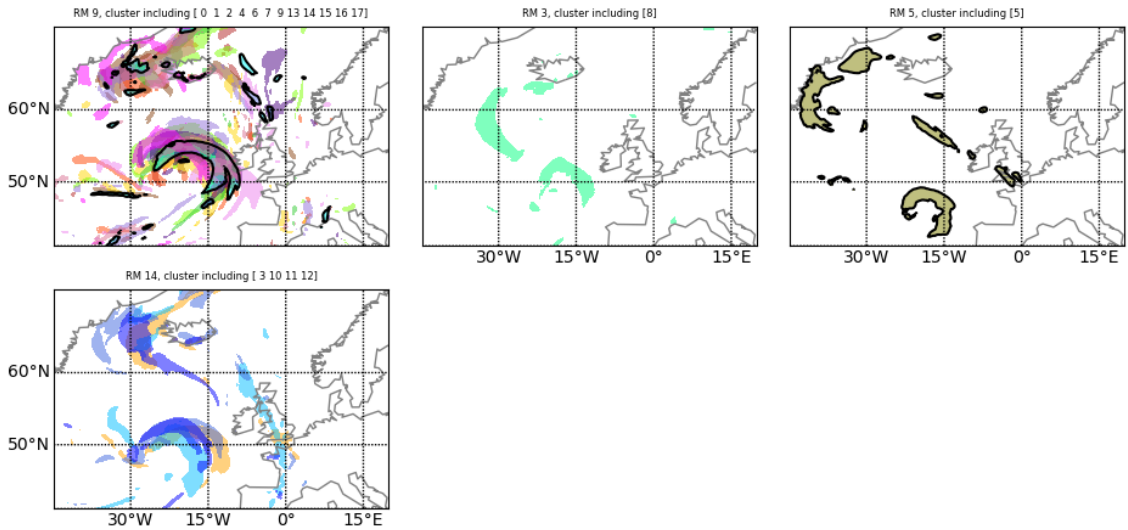 RM 9, cluster including [ 0 1 2 4 6 7 9 13 14 14 15 16 17]
RM 3, cluster including [8]
RM 5, cluster including [5]
60°N
50°N
30°W 15°W 0° 15°E
30°W 15°W 0° 15°E
RM 14, cluster including [ 3 10 11 12]
60°N
50°N
30°W 15°W 0° 15°E